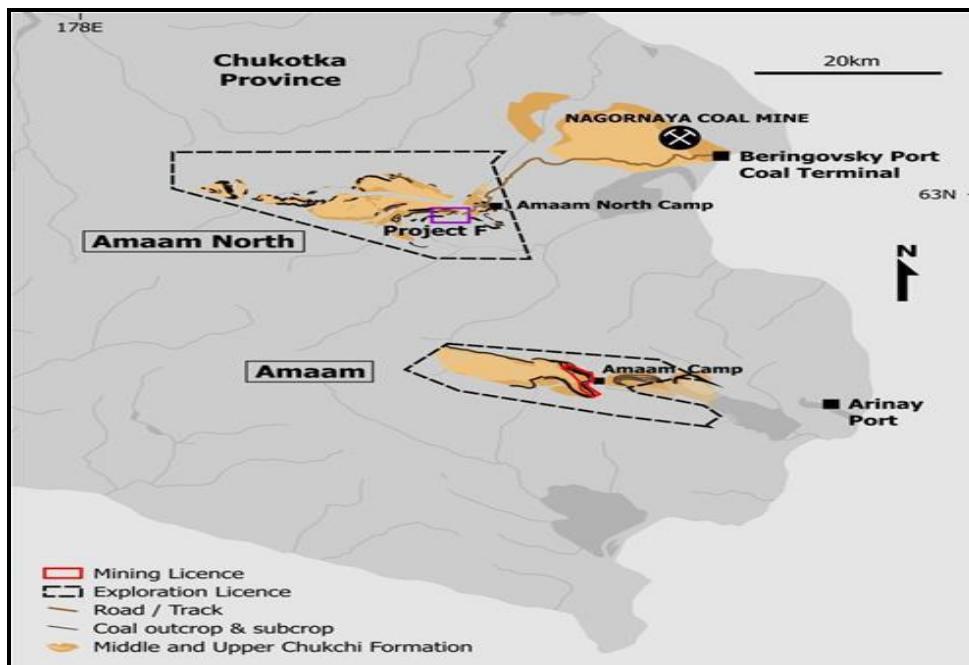 178E
Chukotka
Province
20km
NAGORNAYA COAL MINE
Beringovsky Port
Coal Terminal
63N
Amaam North Camp
Project F
Amaam North
N
Amaam
Amaam Camp
Arinay
Port
Mining Licence
Exploration Licence
Road / Track
Coal outcrop & subcrop
Middle and Upper Chukchi Formation